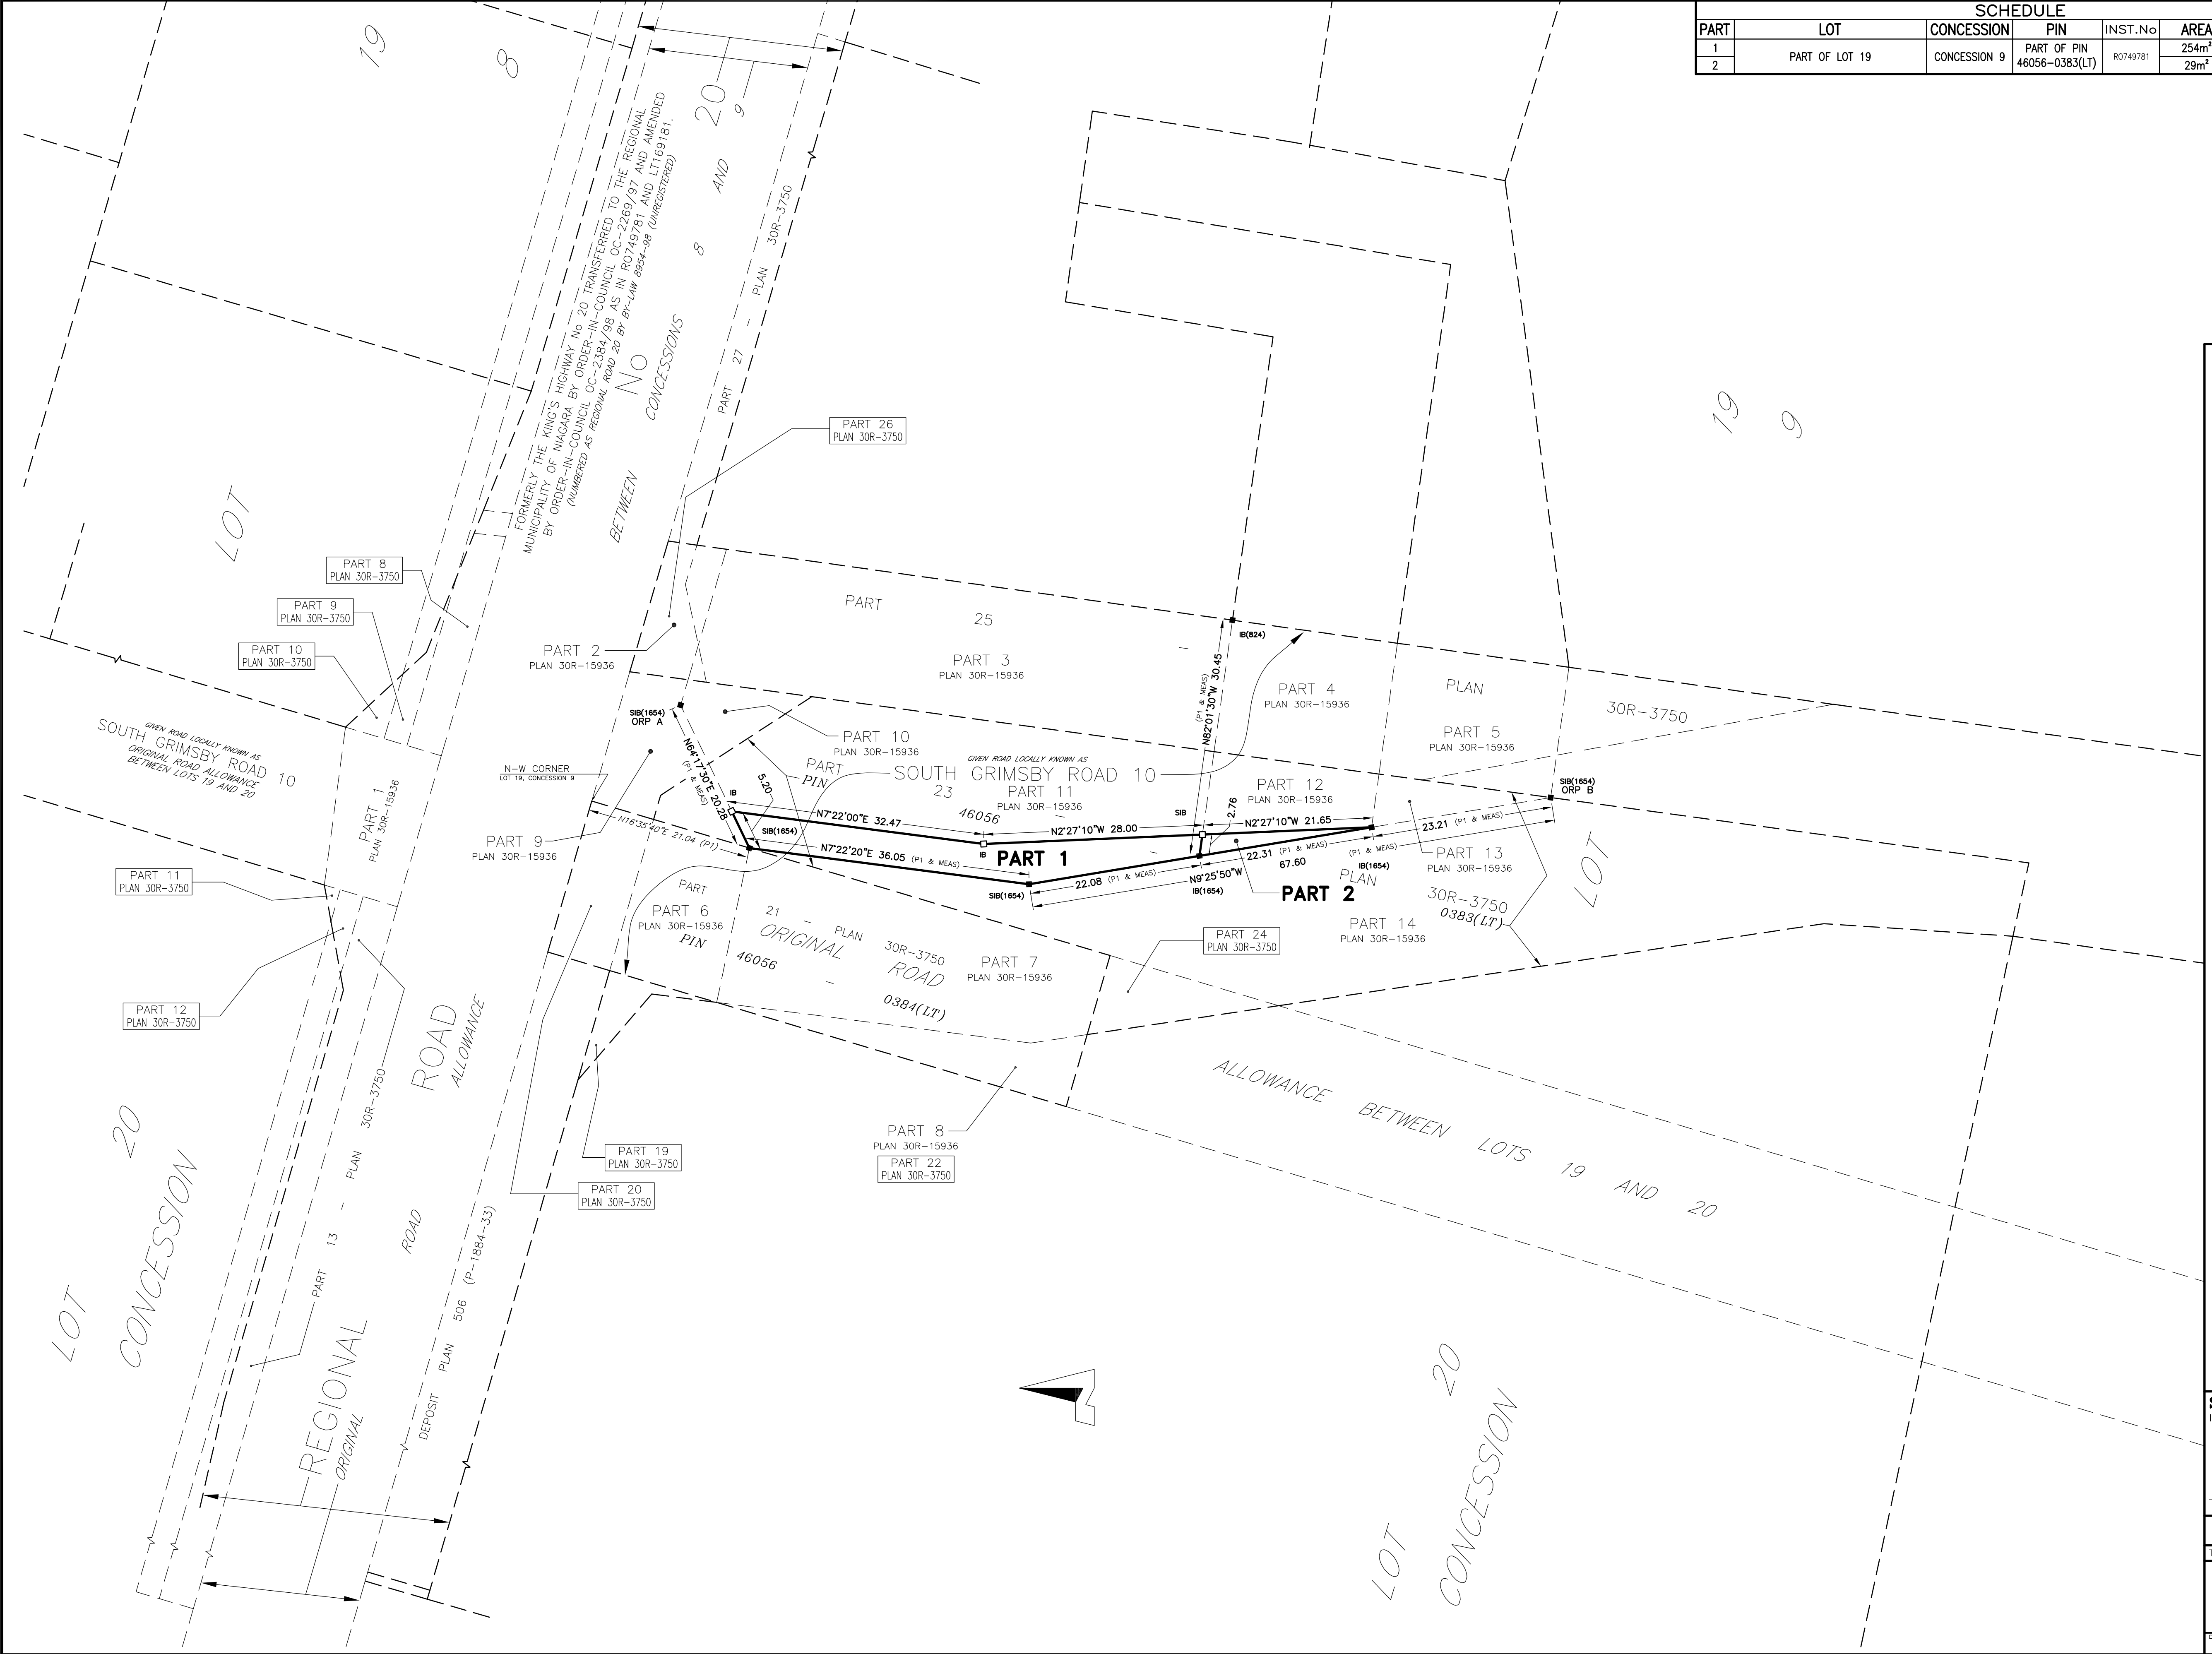 SCHEDULE
PART LOT CONCESSION PIN INST.No AREA
1 PART OF LOT 19 CONCESSION 9 PART OF PIN 46056-0383(LT) RO749781 254m²
2 29m²
19
8
LOT
20
9
AND
8
No
CONCESSIONS
BETWEEN
FORMERLY THE KING'S HIGHWAY No 20 TRANSFERRED TO THE REGIONAL
MUNICIPALITY OF NIAGARA BY ORDER-IN-COUNCIL OC-2269/97 AND AMENDED
BY ORDER-IN-COUNCIL OC-2384/98 AS IN RO749781 AND LT169181.
(NUMBERED AS REGIONAL ROAD 20 BY BY-LAW 8954-98 (UNREGISTERED)
PART 27 - PLAN 30R-3750
PART 26
PLAN 30R-3750
PART 8
PLAN 30R-3750
PART 9
PLAN 30R-3750
PART 10
PLAN 30R-3750
GIVEN ROAD LOCALLY KNOWN AS
SOUTH GRIMSBY ROAD 10
ORIGINAL ROAD ALLOWANCE
BETWEEN LOTS 19 AND 20
PART 1
PLAN 30R-15936
PART 11
PLAN 30R-3750
PART 12
PLAN 30R-3750
PART 2
PLAN 30R-15936
SIB(1654)
ORP A
N-W CORNER
LOT 19, CONCESSION 9
N16°35'40"E 21.04 (P1)
PART 9
PLAN 30R-15936
N64°17'30"E 20.28
(P1 & MEAS)
5.20
IB
SIB(1654)
PART 25 - PLAN 30R-3750
PART 3
PLAN 30R-15936
PART 4
PLAN 30R-15936
PART 5
PLAN 30R-15936
IB(824)
(P1 & MEAS)
N82°01'30"W 30.45
PART 10
PLAN 30R-15936
PART
PIN
23
46056
GIVEN ROAD LOCALLY KNOWN AS
SOUTH GRIMSBY ROAD 10
PART 11
PLAN 30R-15936
PART 12
PLAN 30R-15936
SIB
2.76
SIB(1654)
ORP B
N7°22'00"E 32.47
N2°27'10"W 28.00
N2°27'10"W 21.65
IB
PART 1
N7°22'20"E 36.05 (P1 & MEAS)
SIB(1654)
22.08 (P1 & MEAS)
22.31 (P1 & MEAS)
23.21 (P1 & MEAS)
N9°25'50"W
67.60
(P1 & MEAS)
IB(1654)
IB(1654)
PART 2
PART 13
PLAN 30R-15936
PLAN
30R-3750
0383(LT)
PART 14
PLAN 30R-15936
PART 24
PLAN 30R-3750
PART
21 - PLAN 30R-3750
PART 6
PLAN 30R-15936
PIN
46056
-
0384(LT)
ORIGINAL ROAD
PART 7
PLAN 30R-15936
ALLOWANCE BETWEEN LOTS 19 AND 20
PART 8
PLAN 30R-15936
PART 22
PLAN 30R-3750
PART 19
PLAN 30R-3750
PART 20
PLAN 30R-3750
ROAD
ALLOWANCE
ROAD
REGIONAL
ORIGINAL
PART 13 - PLAN 30R-3750
DEPOSIT PLAN 506 (P-1884-33)
LOT 20
CONCESSION
LOT 20
CONCESSION
LOT
19
9